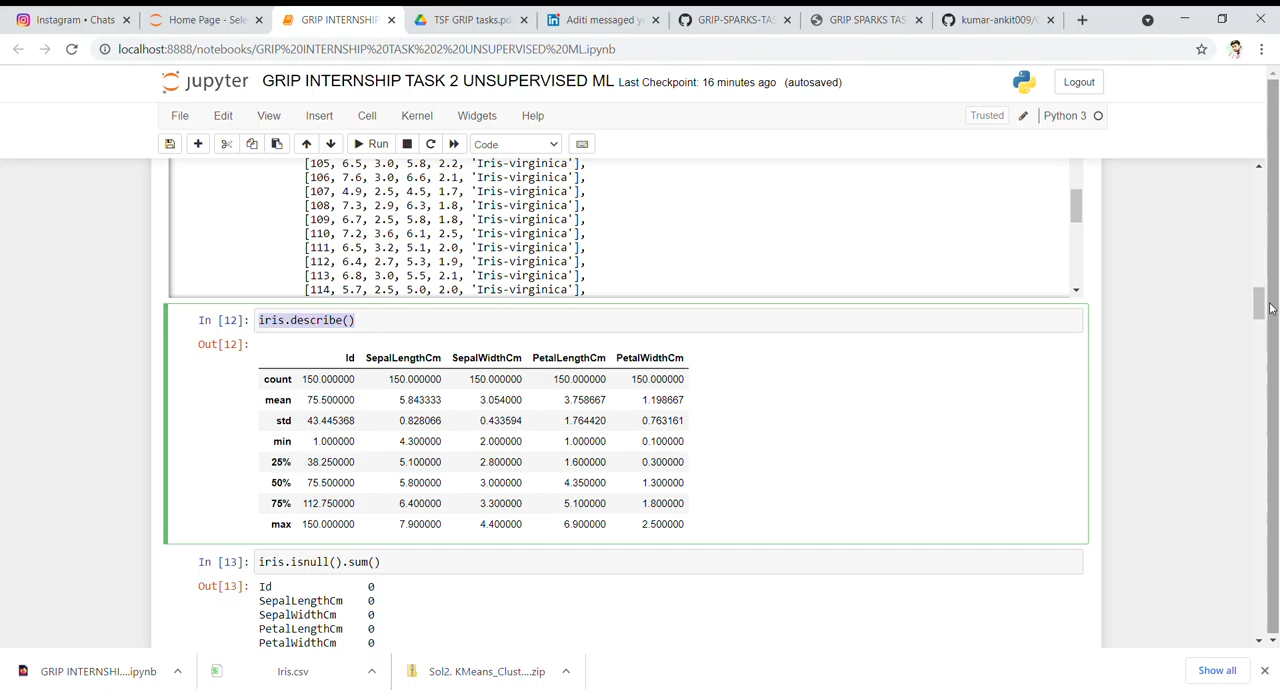 Instagram • Chats
Home Page - Sele
GRIP INTERNSHIP
TSF GRIP tasks.pd
Aditi messaged yo
GRIP-SPARKS-TAS
GRIP SPARKS TAS
kumar-ankit009/G
localhost:8888/notebooks/GRIP%20INTERNSHIP%20TASK%202%20UNSUPERVISED%20ML.ipynb
jupyter GRIP INTERNSHIP TASK 2 UNSUPERVISED ML Last Checkpoint: 16 minutes ago (autosaved)
Logout
File Edit View Insert Cell Kernel Widgets Help
Trusted Python 3
Run Code
[105, 6.5, 3.0, 5.8, 2.2, 'Iris-virginica'],
[106, 7.6, 3.0, 6.6, 2.1, 'Iris-virginica'],
[107, 4.9, 2.5, 4.5, 1.7, 'Iris-virginica'],
[108, 7.3, 2.9, 6.3, 1.8, 'Iris-virginica'],
[109, 6.7, 2.5, 5.8, 1.8, 'Iris-virginica'],
[110, 7.2, 3.6, 6.1, 2.5, 'Iris-virginica'],
[111, 6.5, 3.2, 5.1, 2.0, 'Iris-virginica'],
[112, 6.4, 2.7, 5.3, 1.9, 'Iris-virginica'],
[113, 6.8, 3.0, 5.5, 2.1, 'Iris-virginica'],
[114, 5.7, 2.5, 5.0, 2.0, 'Iris-virginica'],
In [12]: iris.describe()
Out[12]:
Id SepalLengthCm SepalWidthCm PetalLengthCm PetalWidthCm
count 150.000000 150.000000 150.000000 150.000000 150.000000
mean 75.500000 5.843333 3.054000 3.758667 1.198667
std 43.445368 0.828066 0.433594 1.764420 0.763161
min 1.000000 4.300000 2.000000 1.000000 0.100000
25% 38.250000 5.100000 2.800000 1.600000 0.300000
50% 75.500000 5.800000 3.000000 4.350000 1.300000
75% 112.750000 6.400000 3.300000 5.100000 1.800000
max 150.000000 7.900000 4.400000 6.900000 2.500000
In [13]: iris.isnull().sum()
Out[13]: Id 0
SepalLengthCm 0
SepalWidthCm 0
PetalLengthCm 0
PetalWidthCm 0
GRIP INTERNSHI....ipynb
Iris.csv
Sol2. KMeans_Clust....zip
Show all